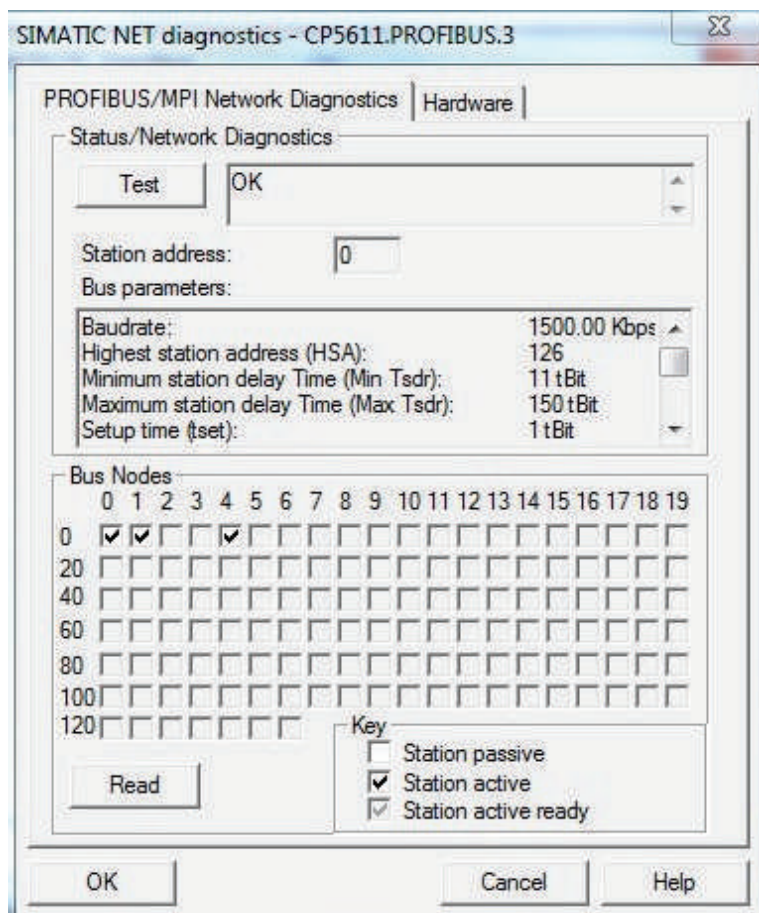 SIMATIC NET diagnostics - CP5611.PROFIBUS.3
PROFIBUS/MPI Network Diagnostics Hardware
Status/Network Diagnostics
Test OK
Station address: 0
Bus parameters:
Baudrate: 1500.00 Kbps
Highest station address (HSA): 126
Minimum station delay Time (Min Tsdr): 11 tBit
Maximum station delay Time (Max Tsdr): 150 tBit
Setup time (tset): 1 tBit
Bus Nodes
0 1 2 3 4 5 6 7 8 9 10 11 12 13 14 15 16 17 18 19
0
20
40
60
80
100
120
Key
Station passive
Station active
Station active ready
Read
OK Cancel Help